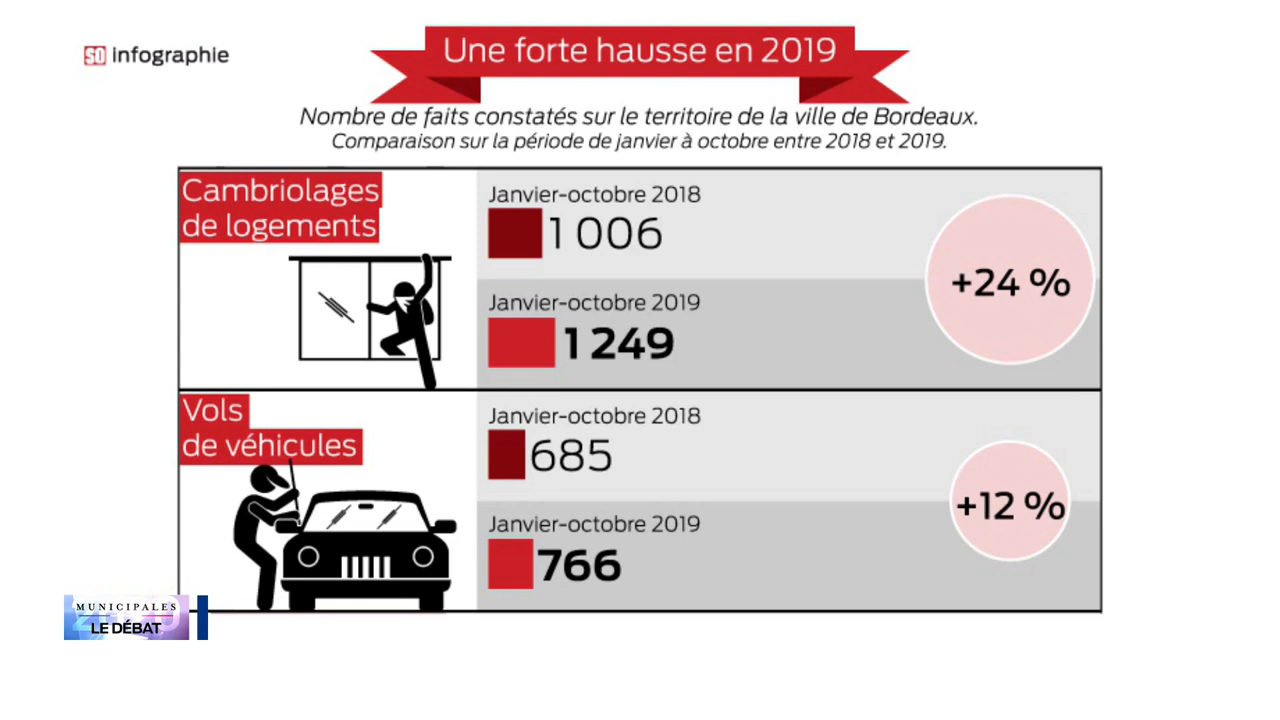 SO infographie
Une forte hausse en 2019
Nombre de faits constatés sur le territoire de la ville de Bordeaux.
Comparaison sur la période de janvier à octobre entre 2018 et 2019.
Cambriolages
de logements
Janvier-octobre 2018
1 006
Janvier-octobre 2019
1 249
+24 %
Vols
de véhicules
Janvier-octobre 2018
685
Janvier-octobre 2019
766
+12 %
MUNICIPALES
2020
LE DÉBAT